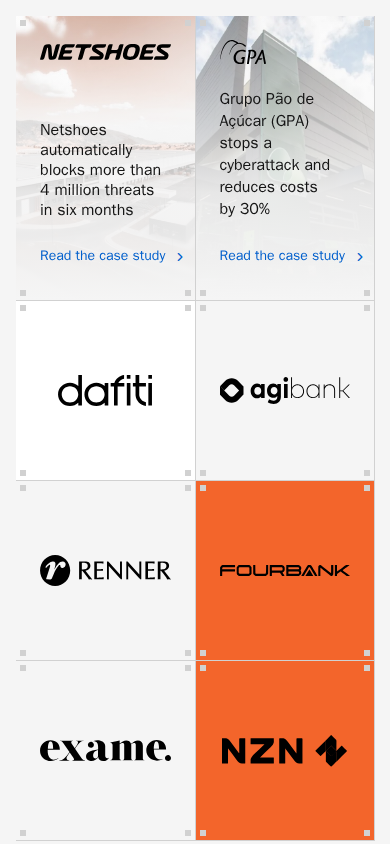 NETSHOES
Netshoes
automatically
blocks more than
4 million threats
in six months
Read the case study
GPA
Grupo Pão de
Açúcar (GPA)
stops a
cyberattack and
reduces costs
by 30%
Read the case study
dafiti
agibank
RENNER
FOURBANK
exame.
NZN